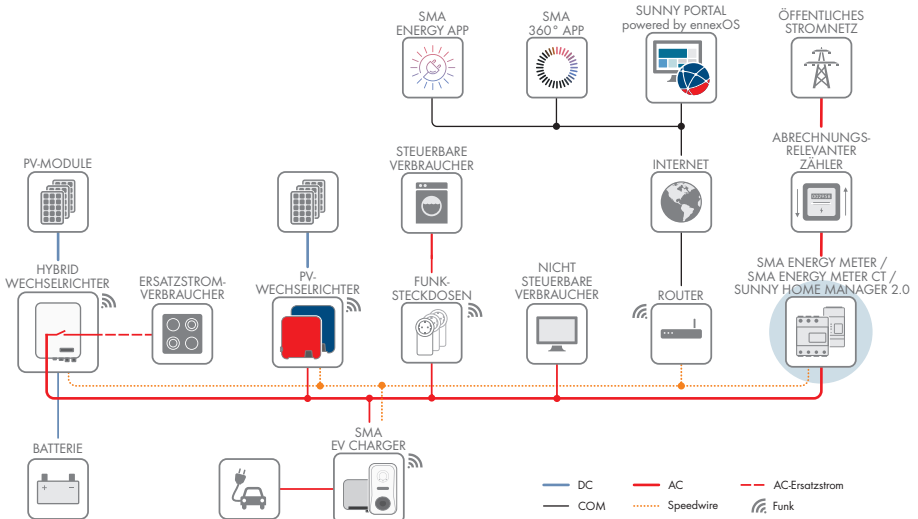 SMA
ENERGY APP
SMA
360° APP
SUNNY PORTAL
powered by ennexOS
ÖFFENTLICHES
STROMNETZ
PV-MODULE
STEUERBARE
VERBRAUCHER
INTERNET
ABRECHNUNGS-
RELEVANTER
ZÄHLER
HYBRID
WECHSELRICHTER
ERSATZSTROM-
VERBRAUCHER
PV-
WECHSELRICHTER
FUNK-
STECKDOSEN
NICHT
STEUERBARE
VERBRAUCHER
ROUTER
SMA ENERGY METER /
SMA ENERGY METER CT /
SUNNY HOME MANAGER 2.0
BATTERIE
+ −
SMA
EV CHARGER
DC
AC
AC-Ersatzstrom
COM
Speedwire
Funk